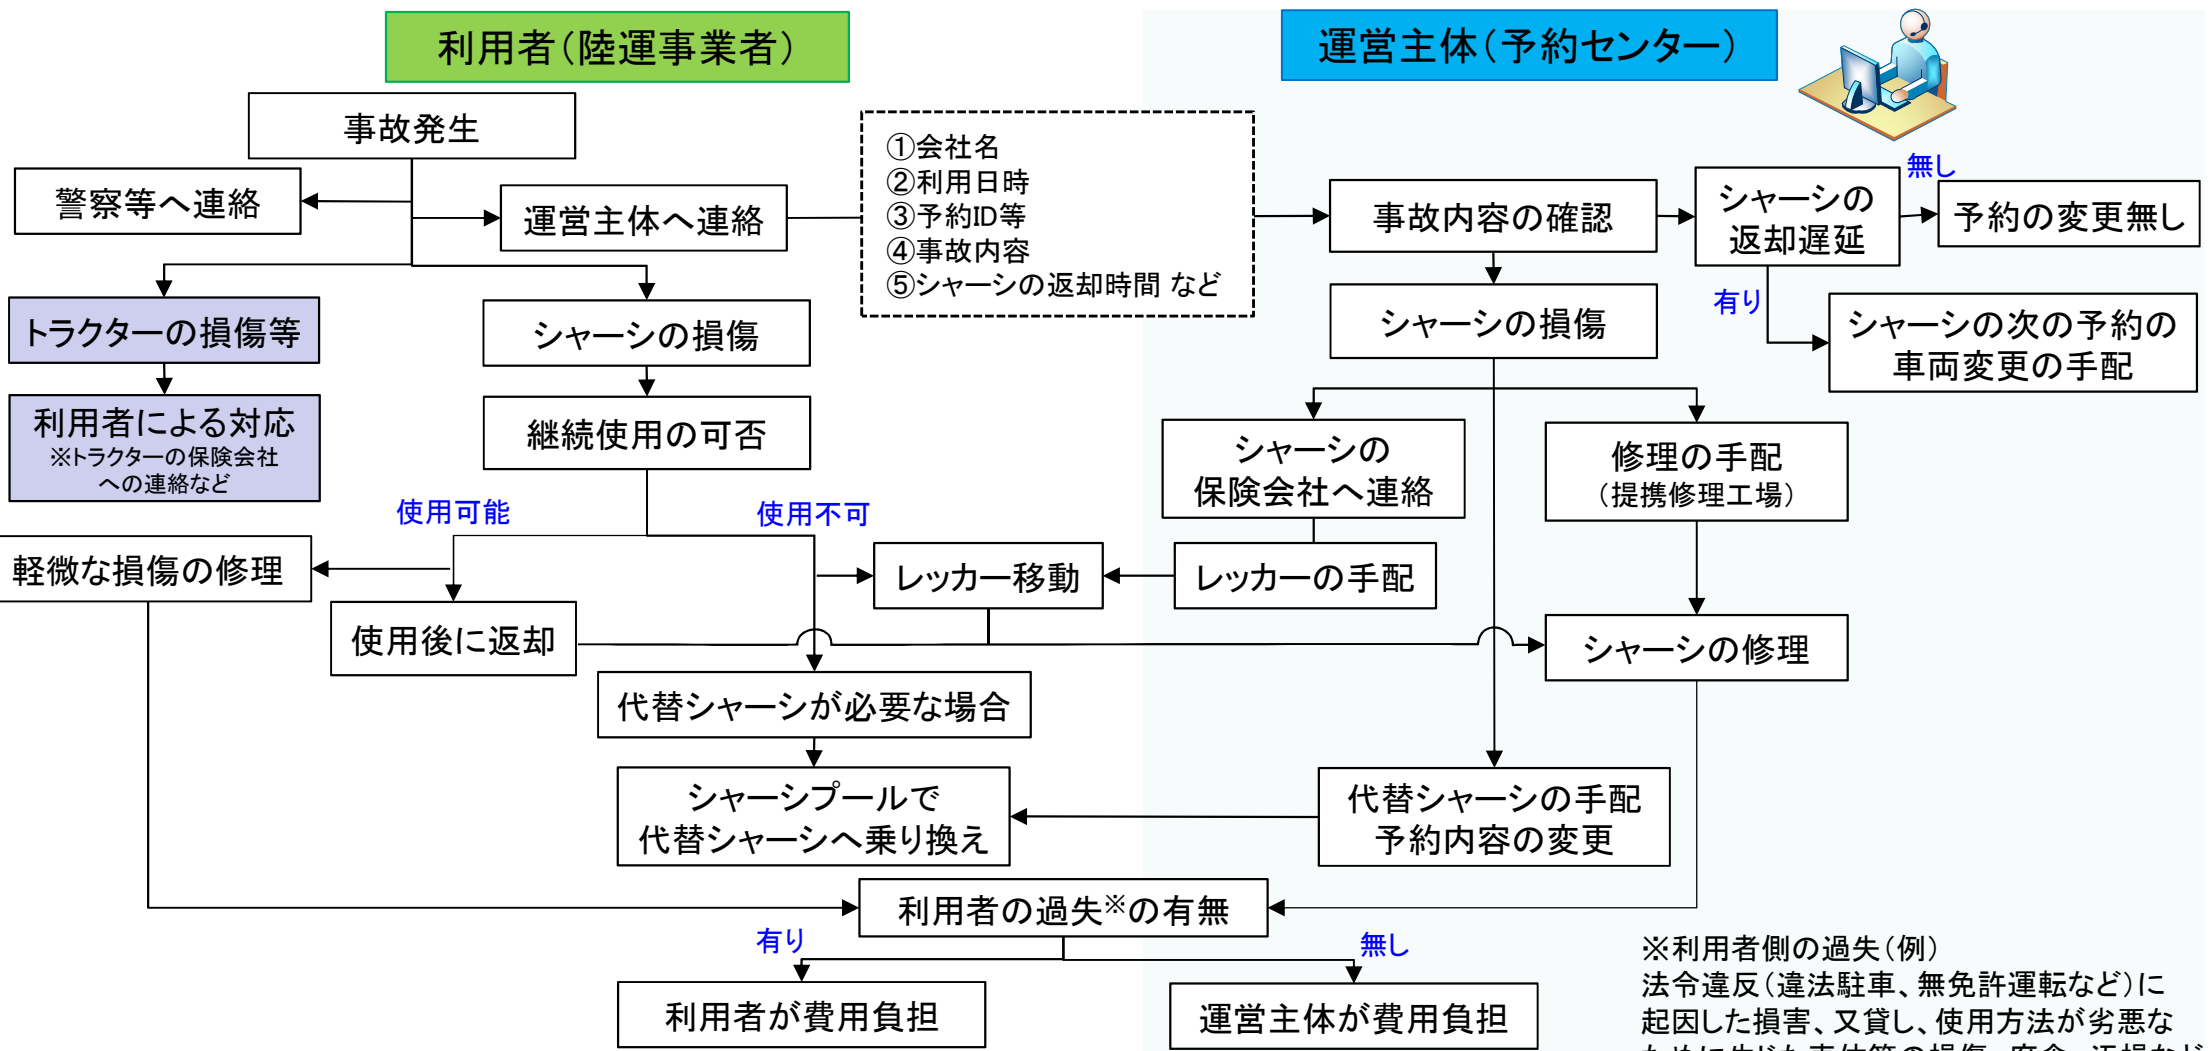 利用者（陸運事業者）
運営主体（予約センター）
事故発生
警察等へ連絡
運営主体へ連絡
①会社名
②利用日時
③予約ID等
④事故内容
⑤シャーシの返却時間 など
事故内容の確認
シャーシの
返却遅延
無し
予約の変更無し
有り
シャーシの次の予約の
車両変更の手配
トラクターの損傷等
シャーシの損傷
シャーシの損傷
利用者による対応
※トラクターの保険会社
への連絡など
継続使用の可否
シャーシの
保険会社へ連絡
修理の手配
（提携修理工場）
使用可能
使用不可
軽微な損傷の修理
レッカー移動
レッカーの手配
使用後に返却
シャーシの修理
代替シャーシが必要な場合
シャーシプールで
代替シャーシへ乗り換え
代替シャーシの手配
予約内容の変更
利用者の過失※の有無
有り
無し
利用者が費用負担
運営主体が費用負担
※利用者側の過失（例）
法令違反（違法駐車、無免許運転など）に
起因した損害、又貸し、使用方法が劣悪な